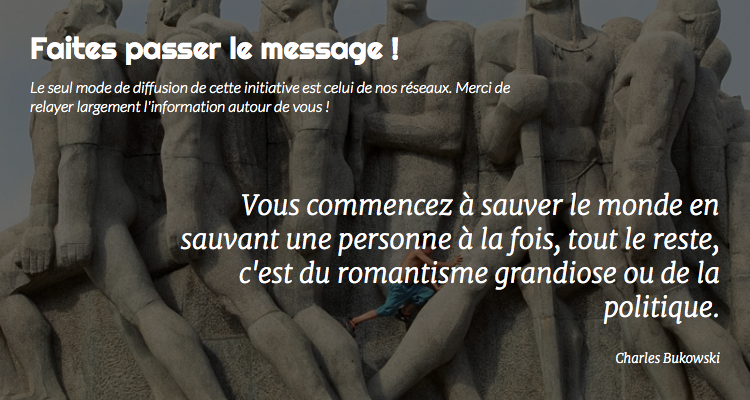 Faites passer le message !
Le seul mode de diffusion de cette initiative est celui de nos réseaux. Merci de
relayer largement l'information autour de vous !
Vous commencez à sauver le monde en
sauvant une personne à la fois, tout le reste,
c'est du romantisme grandiose ou de la
politique.
Charles Bukowski